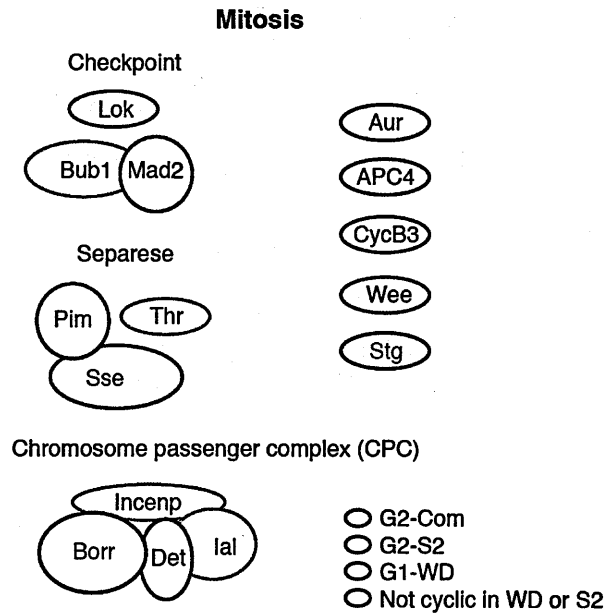 Mitosis
Checkpoint
Lok
Bub1 Mad2
Separese
Pim
Thr
Sse
Aur
APC4
CycB3
Wee
Stg
Chromosome passenger complex (CPC)
Incenp
Borr
Det
Ial
G2-Com
G2-S2
G1-WD
Not cyclic in WD or S2